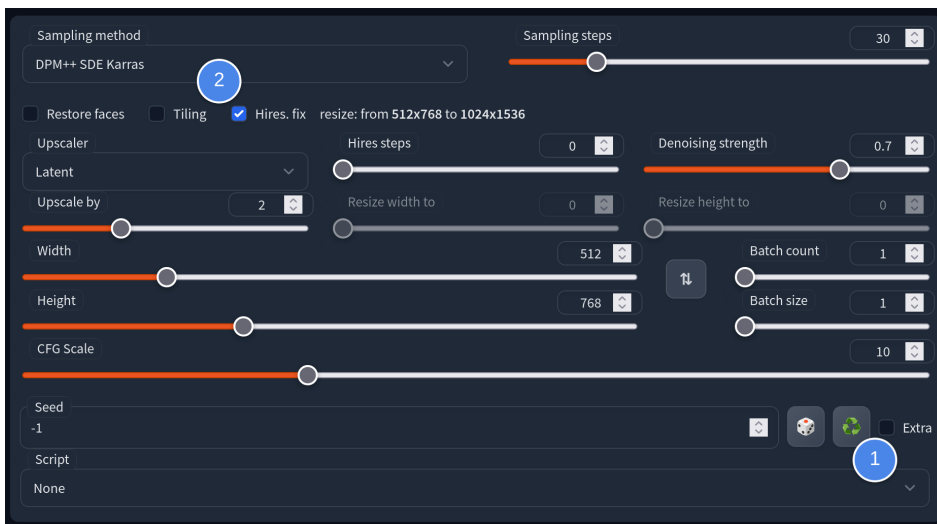 Sampling method
Sampling steps
30
DPM++ SDE Karras
2
Restore faces
Tiling
Hires. fix
resize: from 512x768 to 1024x1536
Upscaler
Hires steps
0
Denoising strength
0.7
Latent
Upscale by
2
Resize width to
0
Resize height to
0
Width
512
Batch count
1
Height
768
Batch size
1
CFG Scale
10
Seed
-1
Extra
1
Script
None